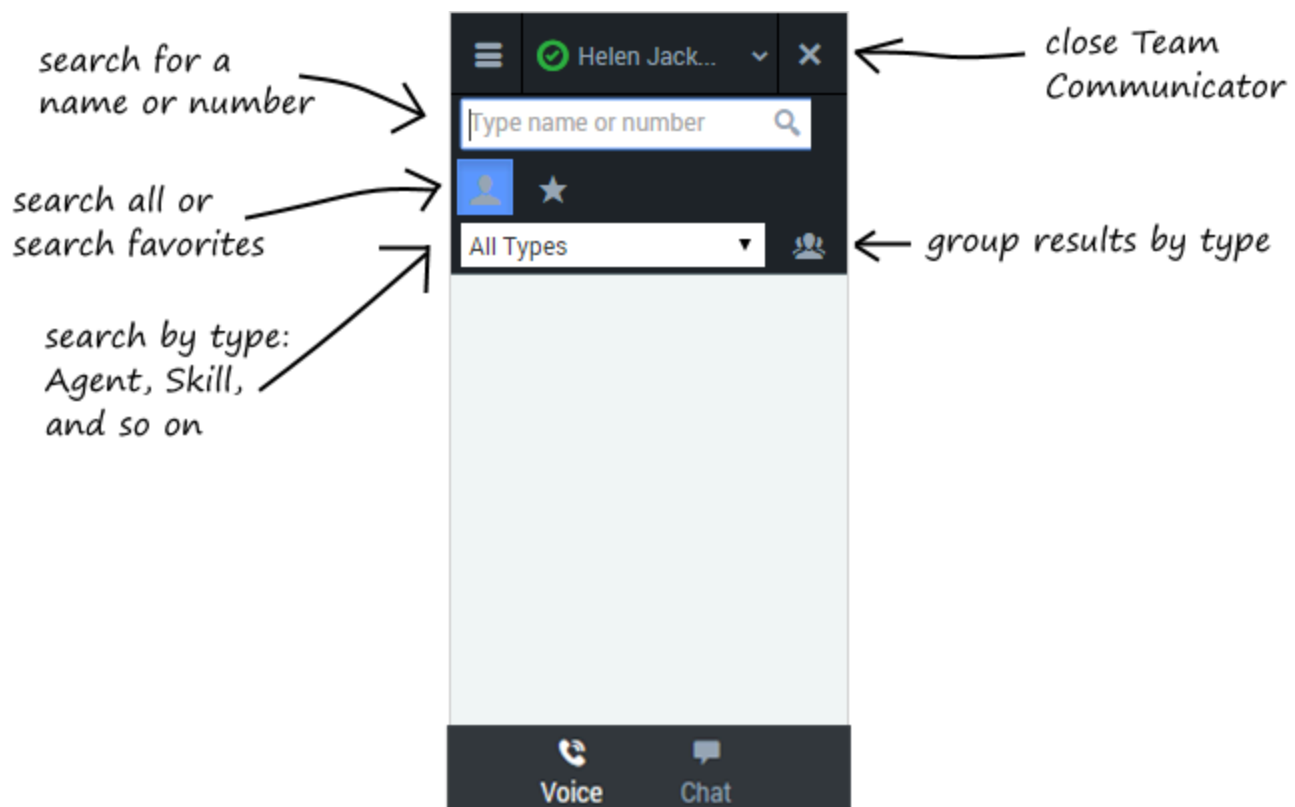 search for a
name or number
Helen Jack...
close Team
Communicator
Type name or number
search all or
search favorites
All Types
group results by type
search by type:
Agent, Skill,
and so on
Voice
Chat